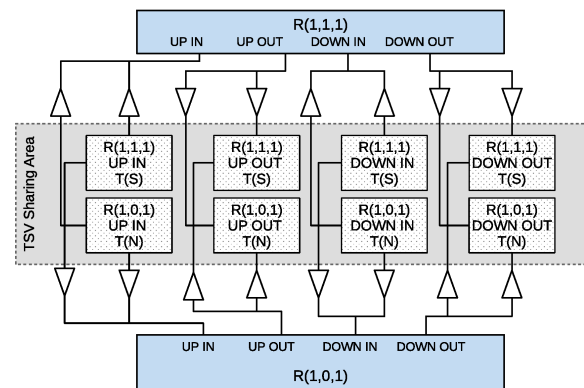 R(1,1,1)
UP IN UP OUT DOWN IN DOWN OUT
TSV Sharing Area
R(1,1,1)
UP IN
T(S)
R(1,1,1)
UP OUT
T(S)
R(1,1,1)
DOWN IN
T(S)
R(1,1,1)
DOWN OUT
T(S)
R(1,0,1)
UP IN
T(N)
R(1,0,1)
UP OUT
T(N)
R(1,0,1)
DOWN IN
T(N)
R(1,0,1)
DOWN OUT
T(N)
UP IN UP OUT DOWN IN DOWN OUT
R(1,0,1)